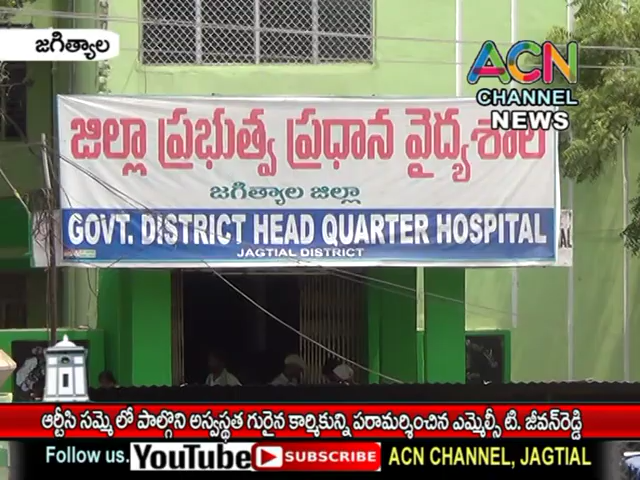 జగిత్యాల
ACN
CHANNEL
NEWS
జిల్లా ప్రభుత్వ ప్రధాన వైద్యశాల
జగిత్యాల జిల్లా
GOVT. DISTRICT HEAD QUARTER HOSPITAL
JAGTIAL DISTRICT
ఆర్టీసి సమ్మె లో పాల్గొని అస్వస్థత గురైన కార్మికున్ని పరామర్శించిన ఎమ్మెల్సీ టి. జీవన్‌రెడ్డి
Follow us. YouTube SUBSCRIBE ACN CHANNEL, JAGTIAL